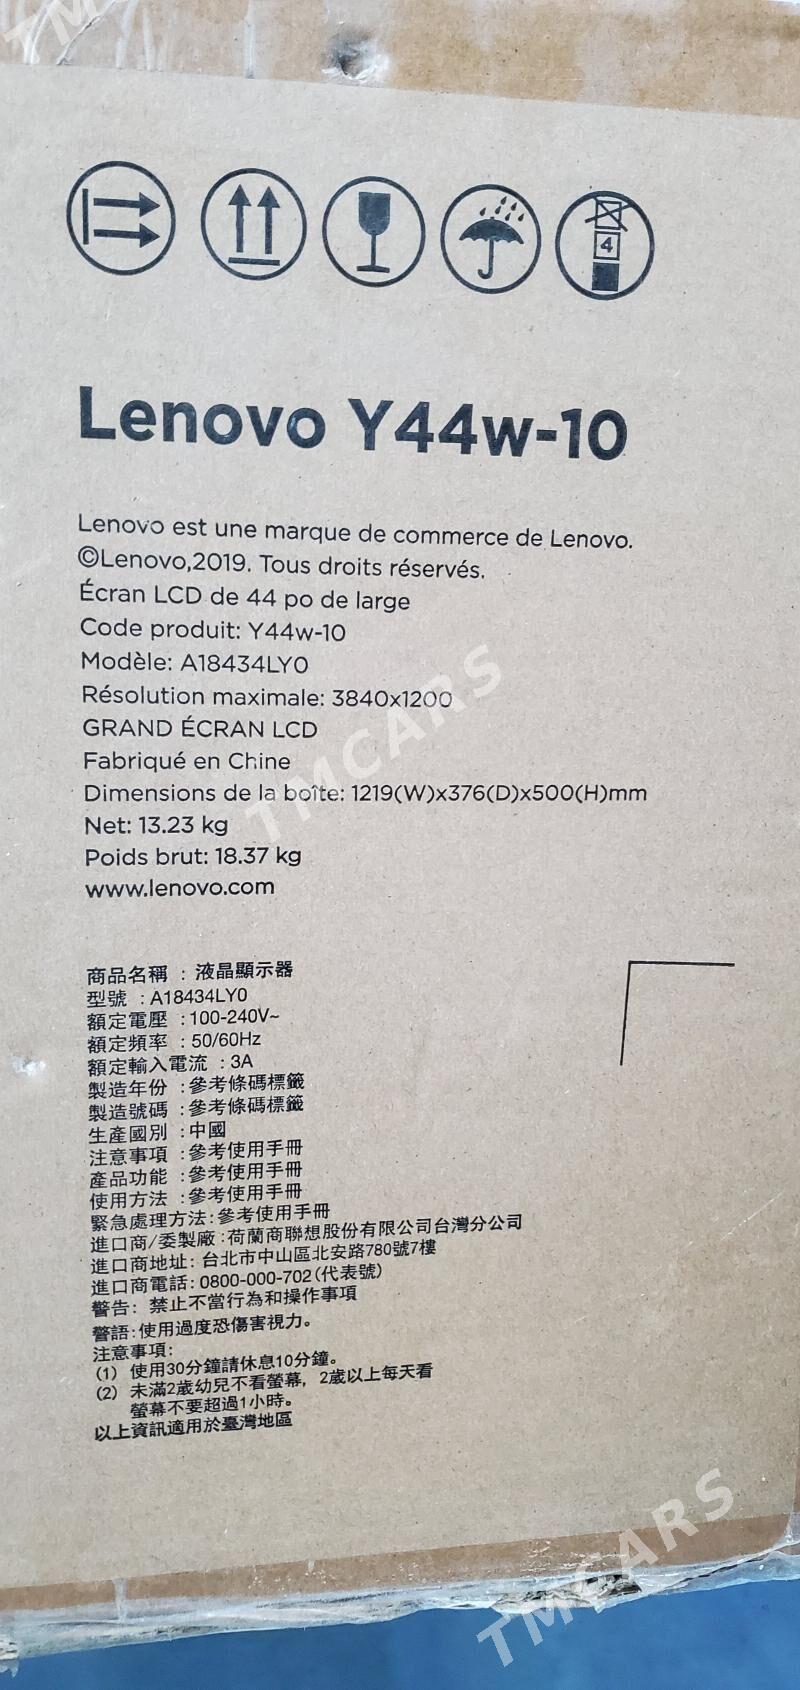 4
Lenovo Y44w-10
Lenovo est une marque de commerce de Lenovo.
©Lenovo,2019. Tous droits réservés.
Écran LCD de 44 po de large
Code produit: Y44w-10
Modèle: A18434LY0
Résolution maximale: 3840x1200
GRAND ÉCRAN LCD
Fabriqué en Chine
Dimensions de la boîte: 1219(W)x376(D)x500(H)mm
Net: 13.23 kg
Poids brut: 18.37 kg
www.lenovo.com
商品名稱 : 液晶顯示器
型號 : A18434LY0
額定電壓 : 100-240V~
額定頻率 : 50/60Hz
額定輸入電流 : 3A
製造年份 : 參考條碼標籤
製造號碼 : 參考條碼標籤
生產國別 : 中國
注意事項 : 參考使用手冊
產品功能 : 參考使用手冊
使用方法 : 參考使用手冊
緊急處理方法: 參考使用手冊
進口商/委製廠 : 荷蘭商聯想股份有限公司台灣分公司
進口商地址: 台北市中山區北安路780號7樓
進口商電話: 0800-000-702 (代表號)
警告: 禁止不當行為和操作事項
警語: 使用過度恐傷害視力。
注意事項:
(1) 使用30分鐘請休息10分鐘。
(2) 未滿2歲幼兒不看螢幕, 2歲以上每天看
螢幕不要超過1小時。
以上資訊適用於臺灣地區
TMCARS
TMCARS